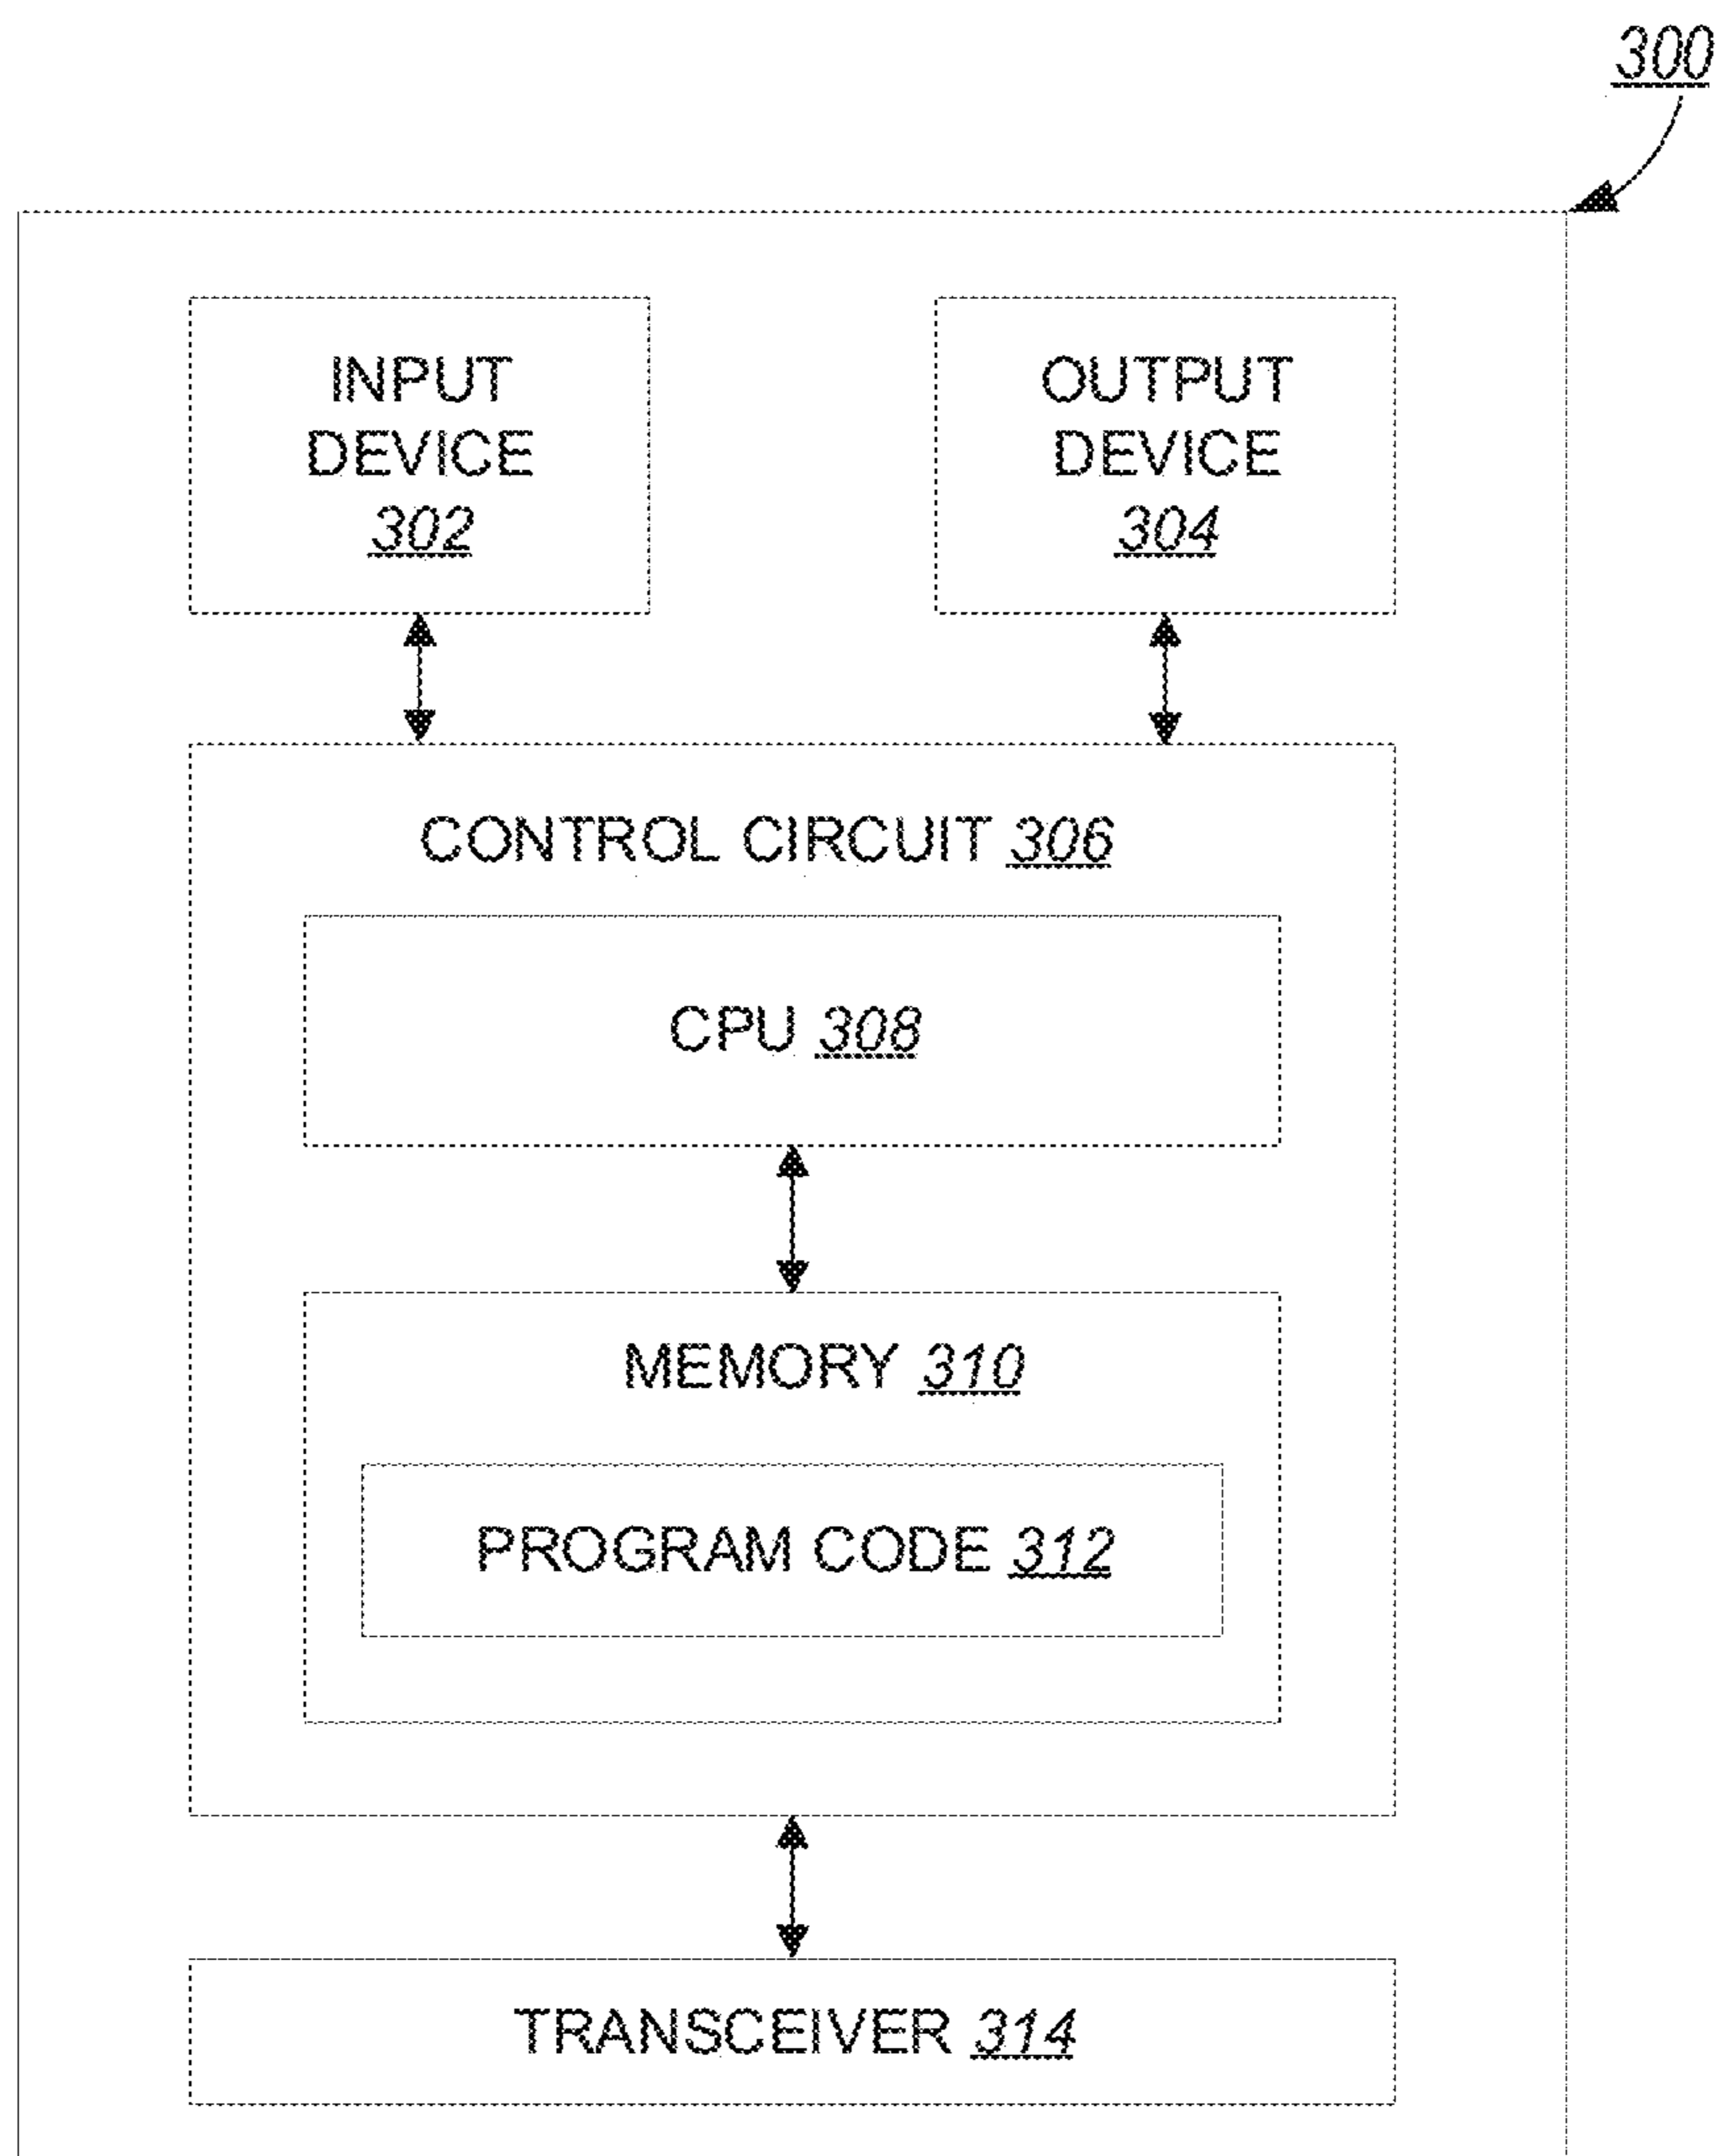 300
INPUT
DEVICE
302
OUTPUT
DEVICE
304
CONTROL CIRCUIT 306
CPU 308
MEMORY 310
PROGRAM CODE 312
TRANSCEIVER 314